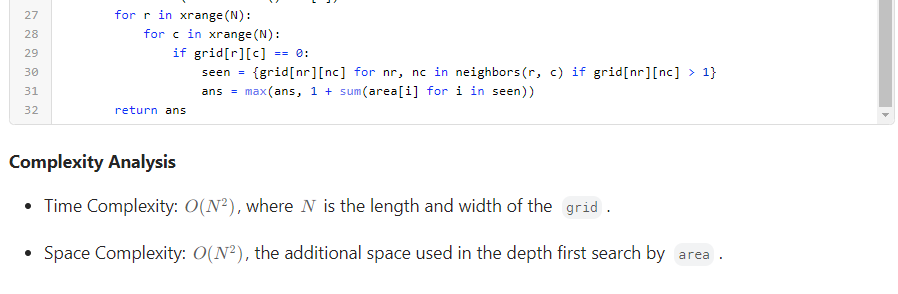 27 for r in xrange(N):
28 for c in xrange(N):
29 if grid[r][c] == 0:
30 seen = {grid[nr][nc] for nr, nc in neighbors(r, c) if grid[nr][nc] > 1}
31 ans = max(ans, 1 + sum(area[i] for i in seen))
32 return ans
Complexity Analysis
• Time Complexity: O(N²), where N is the length and width of the grid .
• Space Complexity: O(N²), the additional space used in the depth first search by area .